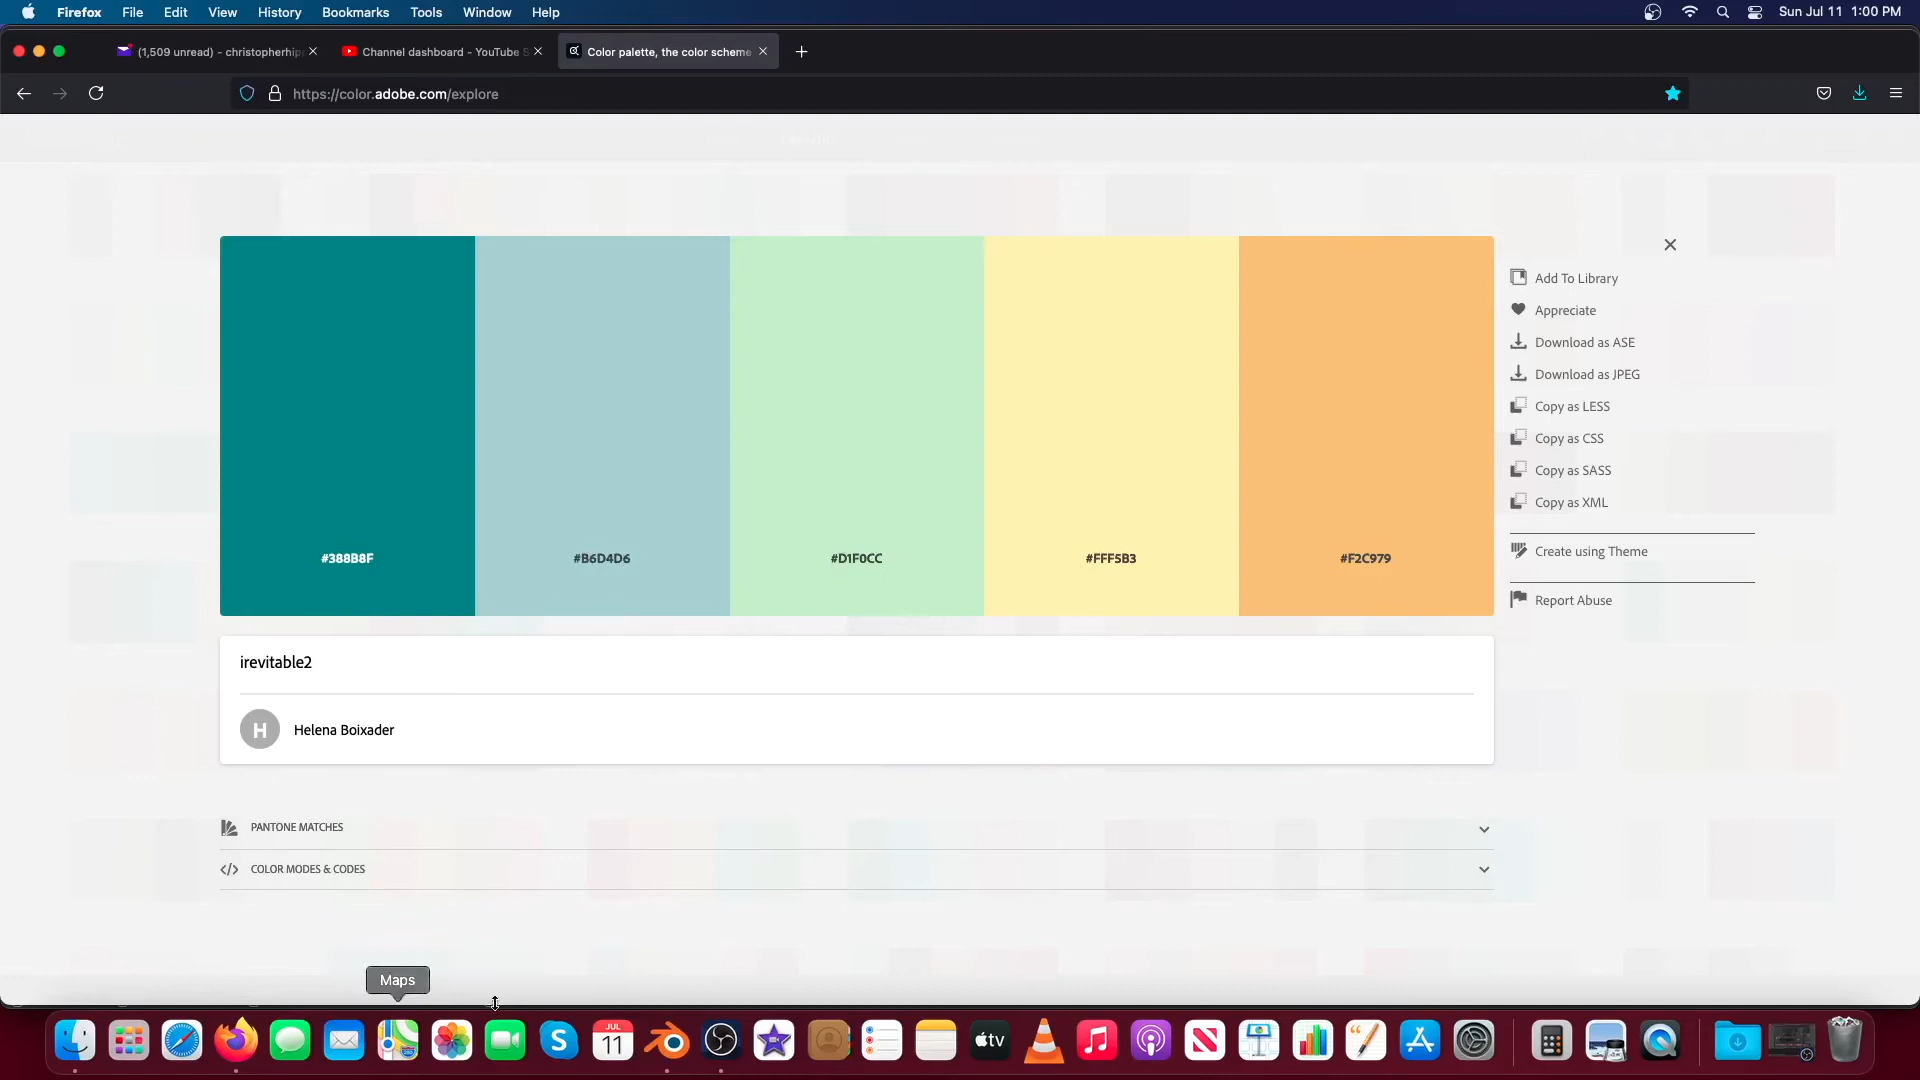 Firefox File Edit View History Bookmarks Tools Window Help Sun Jul 11 1:00 PM
(1,509 unread) - christopherhip Channel dashboard - YouTube S Color palette, the color scheme
https://color.adobe.com/explore
#388B8F #B6D4D6 #D1F0CC #FFF5B3 #F2C979
Add To Library
Appreciate
Download as ASE
Download as JPEG
Copy as LESS
Copy as CSS
Copy as SASS
Copy as XML
Create using Theme
Report Abuse
irevitable2
H Helena Boixader
PANTONE MATCHES
</> COLOR MODES & CODES
Maps
JUL
11
tv